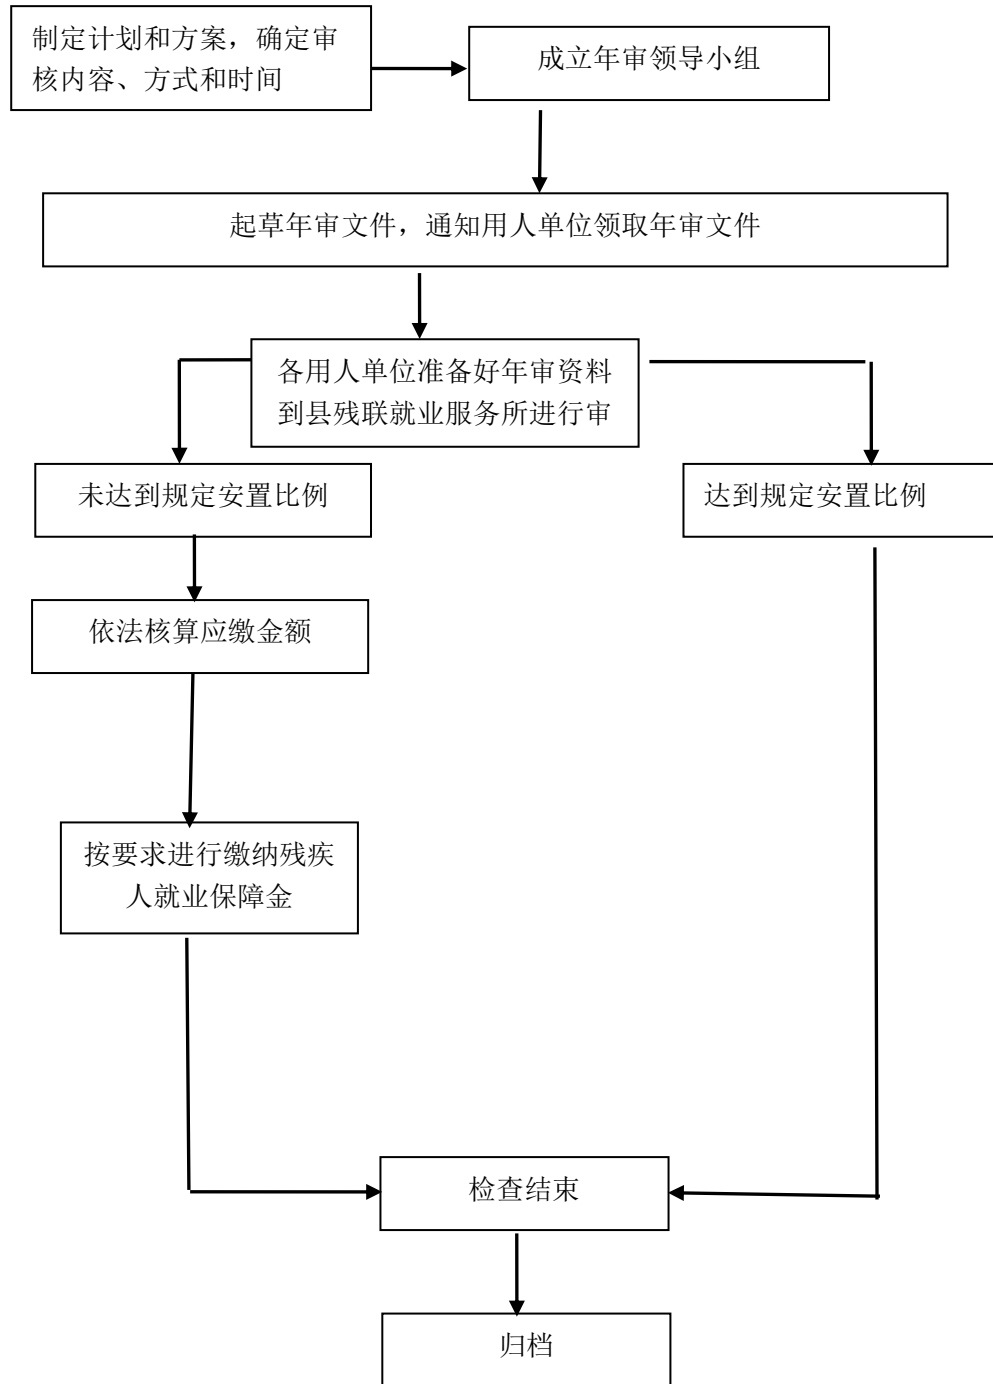 制定计划和方案，确定审
核内容、方式和时间
成立年审领导小组
起草年审文件，通知用人单位领取年审文件
各用人单位准备好年审资料
到县残联就业服务所进行审
未达到规定安置比例
达到规定安置比例
依法核算应缴金额
按要求进行缴纳残疾
人就业保障金
检查结束
归档